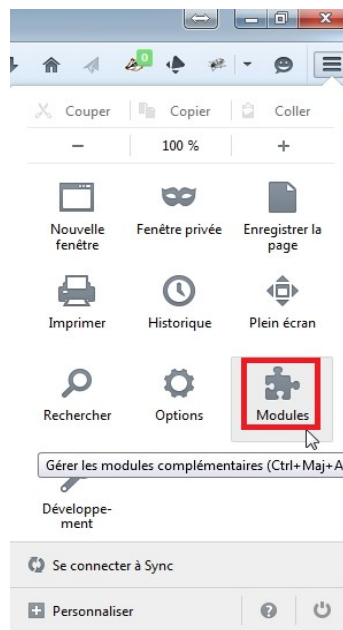 0
Couper Copier Coller
− 100 % +
Nouvelle fenêtre Fenêtre privée Enregistrer la page
Imprimer Historique Plein écran
Rechercher Options Modules
Gérer les modules complémentaires (Ctrl+Maj+A
Développe-
ment
Se connecter à Sync
Personnaliser